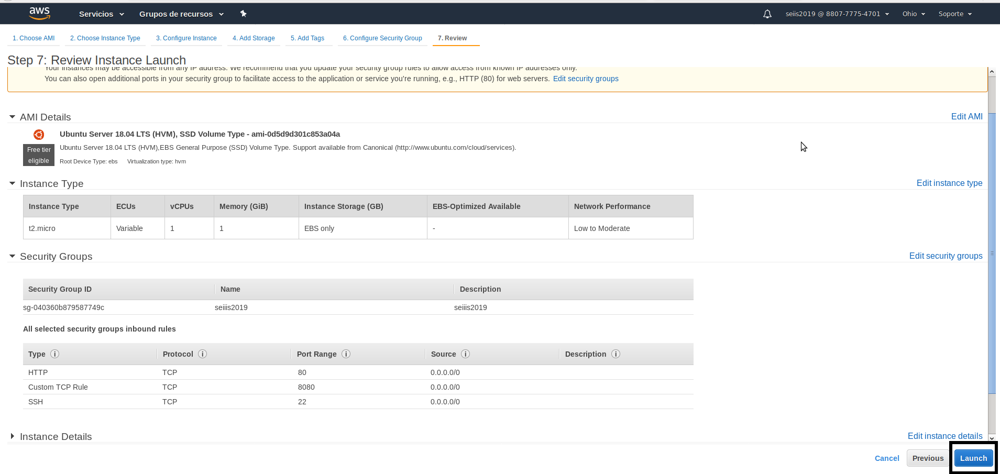 aws Servicios Grupos de recursos seiis2019 @ 8807-7775-4701 Ohio Soporte
1. Choose AMI 2. Choose Instance Type 3. Configure Instance 4. Add Storage 5. Add Tags 6. Configure Security Group 7. Review
Step 7: Review Instance Launch
Your instances may be accessible from any IP address. We recommend that you update your security group rules to allow access from known IP addresses only.
You can also open additional ports in your security group to facilitate access to the application or service you're running, e.g., HTTP (80) for web servers. Edit security groups
AMI Details Edit AMI
Ubuntu Server 18.04 LTS (HVM), SSD Volume Type - ami-0d5d9d301c853a04a
Free tier
eligible
Ubuntu Server 18.04 LTS (HVM),EBS General Purpose (SSD) Volume Type. Support available from Canonical (http://www.ubuntu.com/cloud/services).
Root Device Type: ebs Virtualization type: hvm
Instance Type Edit instance type
Instance Type ECUs vCPUs Memory (GiB) Instance Storage (GB) EBS-Optimized Available Network Performance
t2.micro Variable 1 1 EBS only - Low to Moderate
Security Groups Edit security groups
Security Group ID Name Description
sg-040360b879587749c seiiis2019 seiiis2019
All selected security groups inbound rules
Type i Protocol i Port Range i Source i Description i
HTTP TCP 80 0.0.0.0/0
Custom TCP Rule TCP 8080 0.0.0.0/0
SSH TCP 22 0.0.0.0/0
Instance Details Edit instance details
Cancel Previous Launch